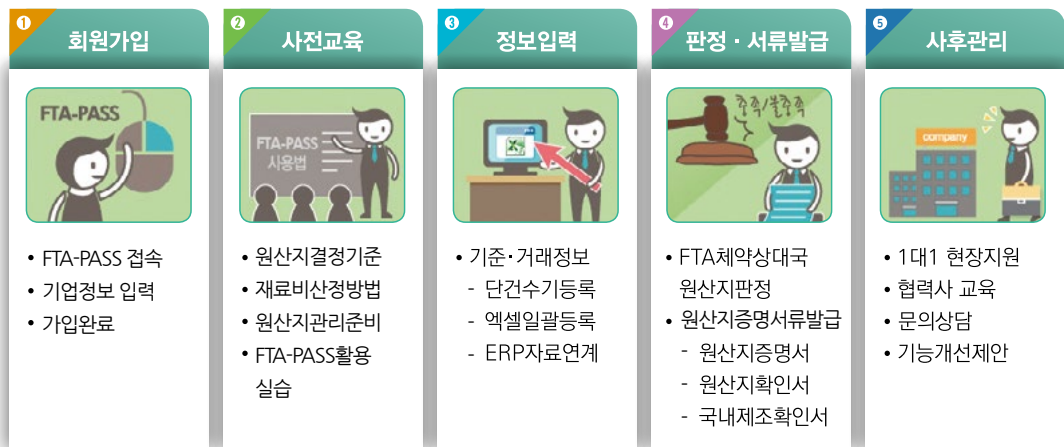 ❶
회원가입
FTA-PASS
• FTA-PASS 접속
• 기업정보 입력
• 가입완료
❷
사전교육
FTA-PASS
사용법
• 원산지결정기준
• 재료비산정방법
• 원산지관리준비
• FTA-PASS활용
실습
❸
정보입력
• 기준·거래정보
- 단건수기등록
- 엑셀일괄등록
- ERP자료연계
❹
판정 · 서류발급
충족/불충족
• FTA체약상대국
원산지판정
• 원산지증명서류발급
- 원산지증명서
- 원산지확인서
- 국내제조확인서
❺
사후관리
company
• 1대1 현장지원
• 협력사 교육
• 문의상담
• 기능개선제안